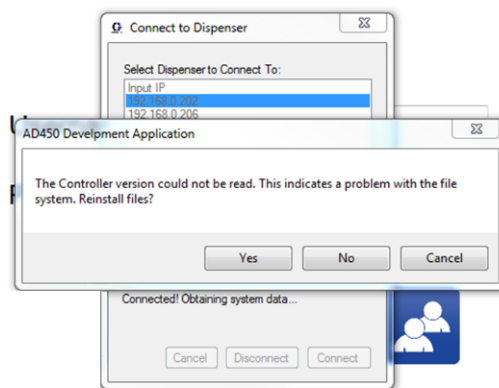 Connect to Dispenser
Select Dispenser to Connect To:
Input IP
192.168.0.202
192.168.0.206
AD450 Develpment Application
The Controller version could not be read. This indicates a problem with the file
system. Reinstall files?
Yes
No
Cancel
Connected! Obtaining system data...
Cancel
Disconnect
Connect